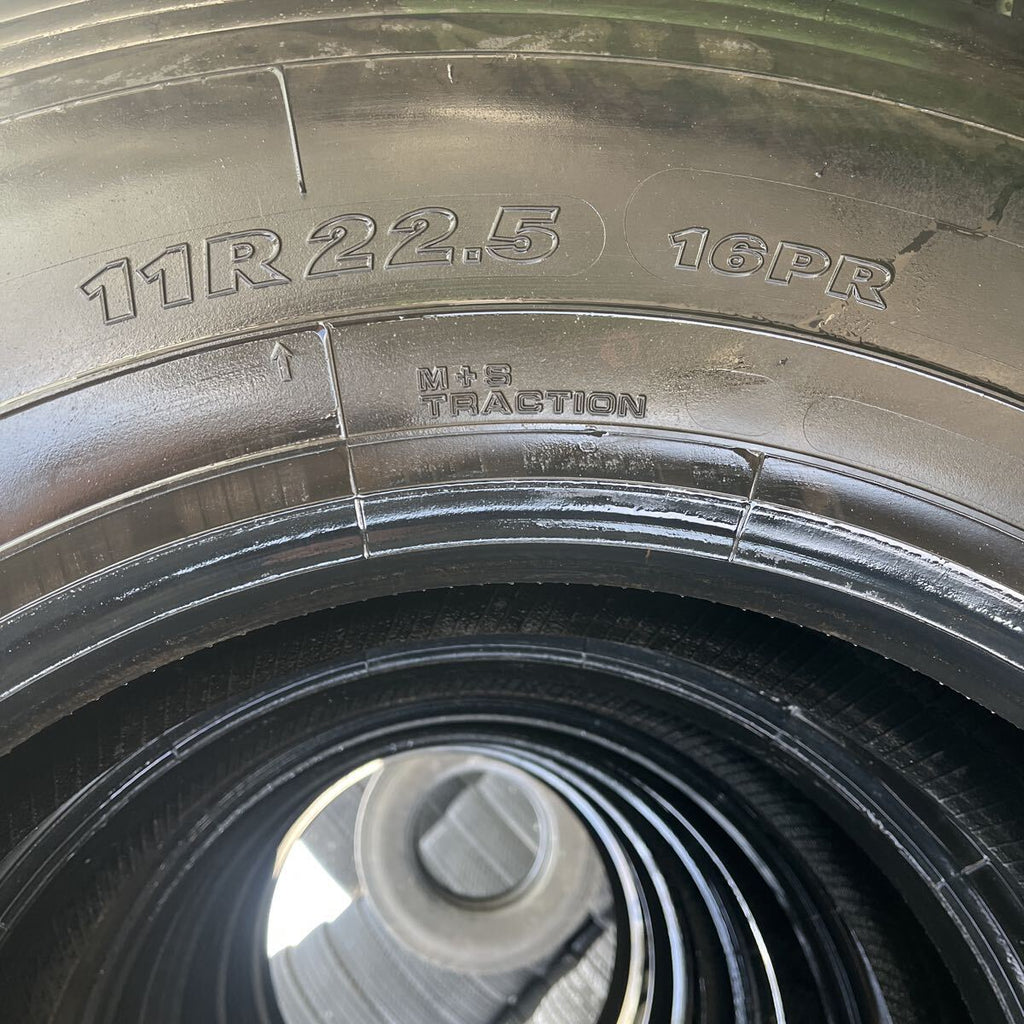 11R22.5 16PR
↑ M+S
TRACTION